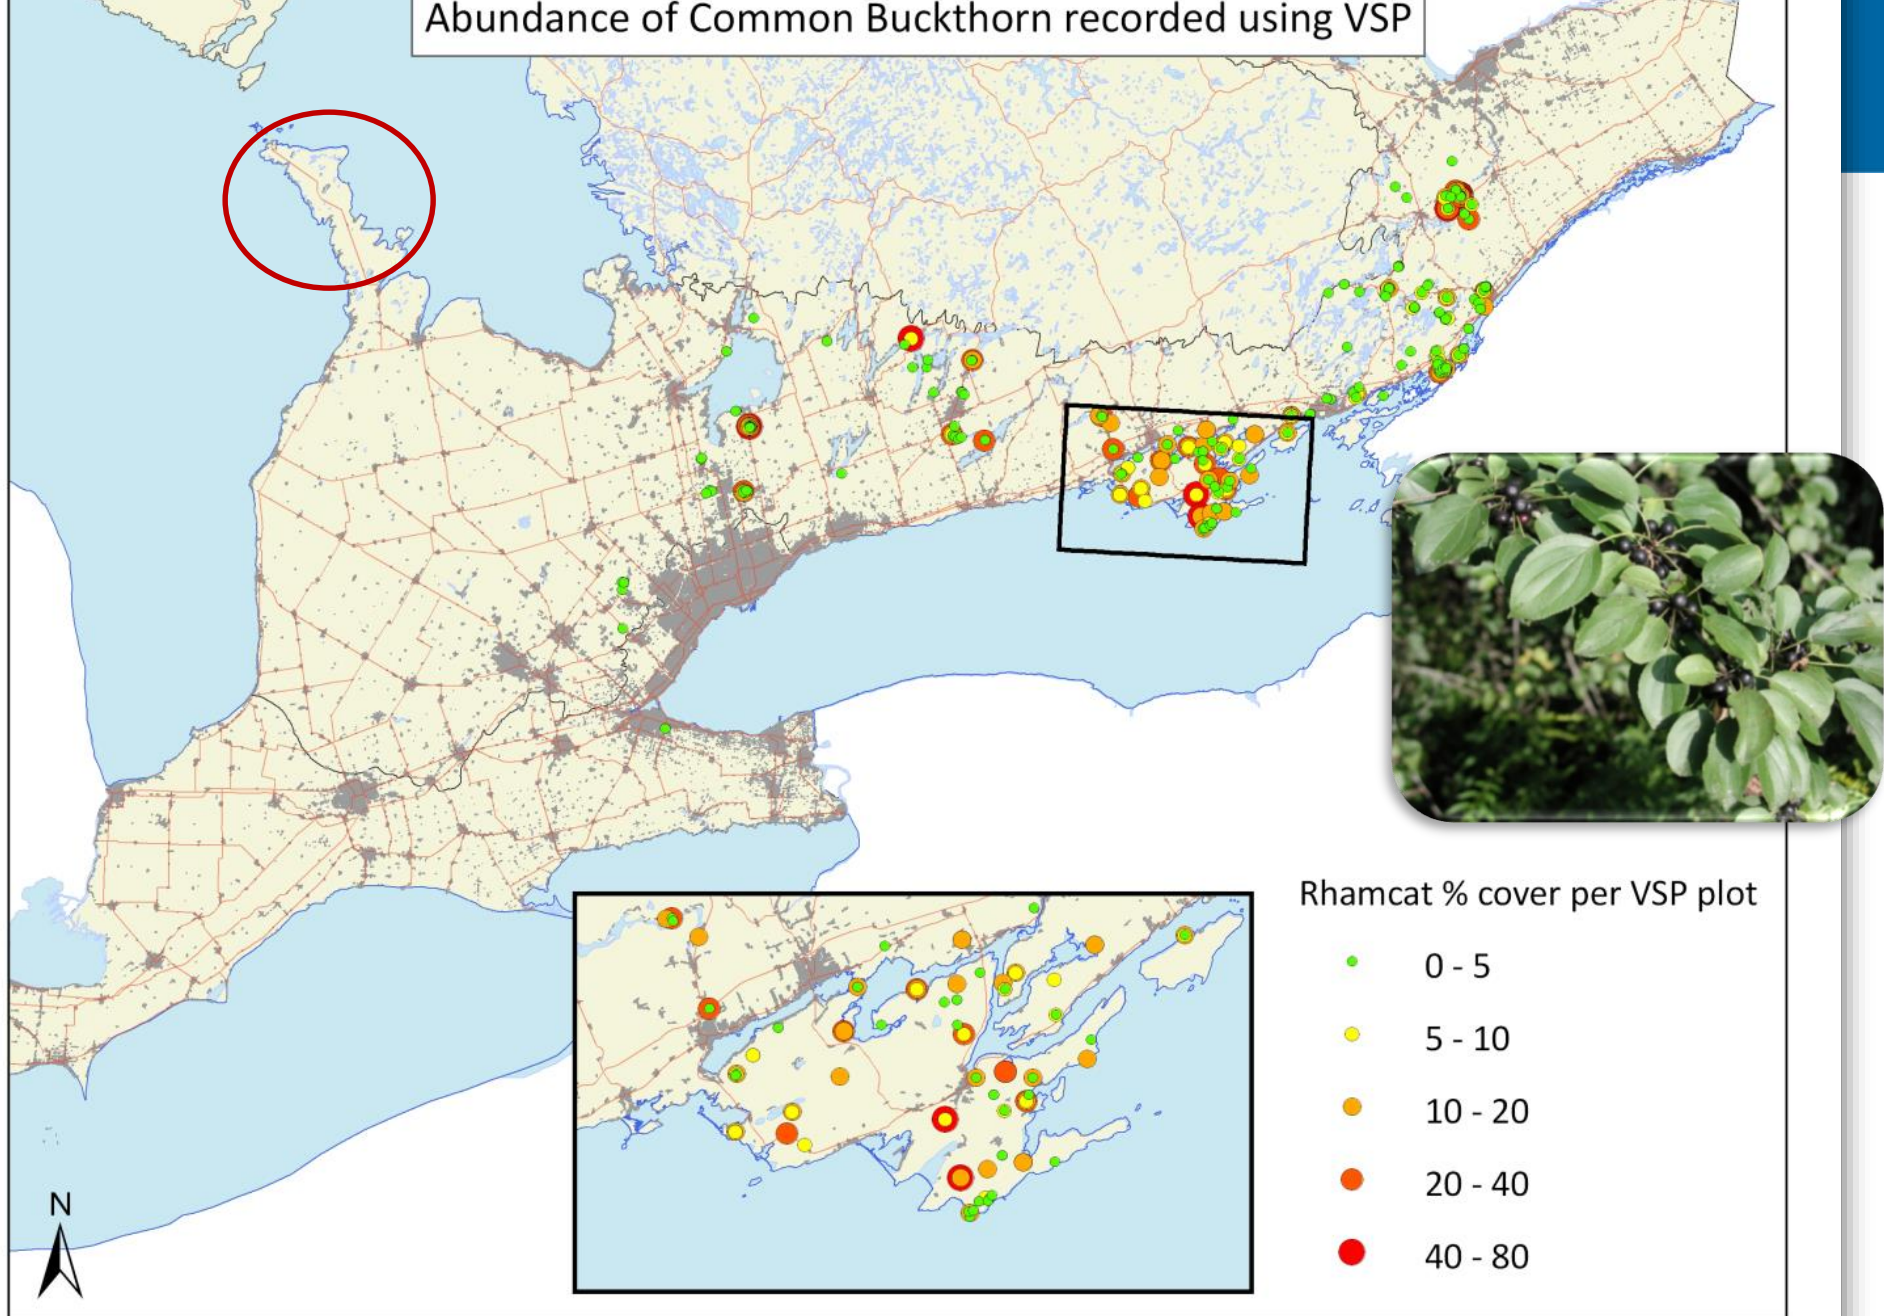 Abundance of Common Buckthorn recorded using VSP
Rhamcat % cover per VSP plot
0 - 5
5 - 10
10 - 20
20 - 40
40 - 80
N